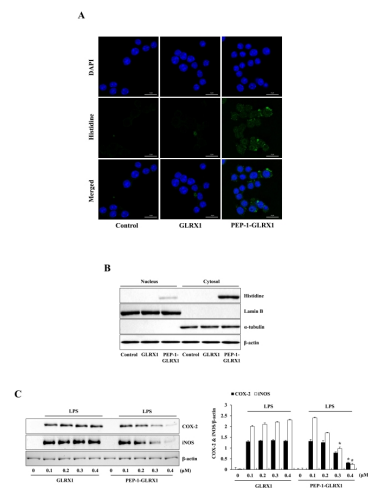 A
DAPI
Histidine
Merged
Control GLRX1 PEP-1-GLRX1
B
Nucleus Cytosol
Histidine
Lamin B
α-tubulin
β-actin
Control GLRX1 PEP-1-GLRX1 Control GLRX1 PEP-1-GLRX1
C
LPS LPS
COX-2
iNOS
β-actin
0 0.1 0.2 0.3 0.4 0 0.1 0.2 0.3 0.4 (μM)
GLRX1 PEP-1-GLRX1
COX-2 iNOS
LPS LPS
COX-2 & iNOS/β-actin
3
2.5
2
1.5
1
0.5
0
* * #
0 0.1 0.2 0.3 0.4 0 0.1 0.2 0.3 0.4 (μM)
GLRX1 PEP-1-GLRX1